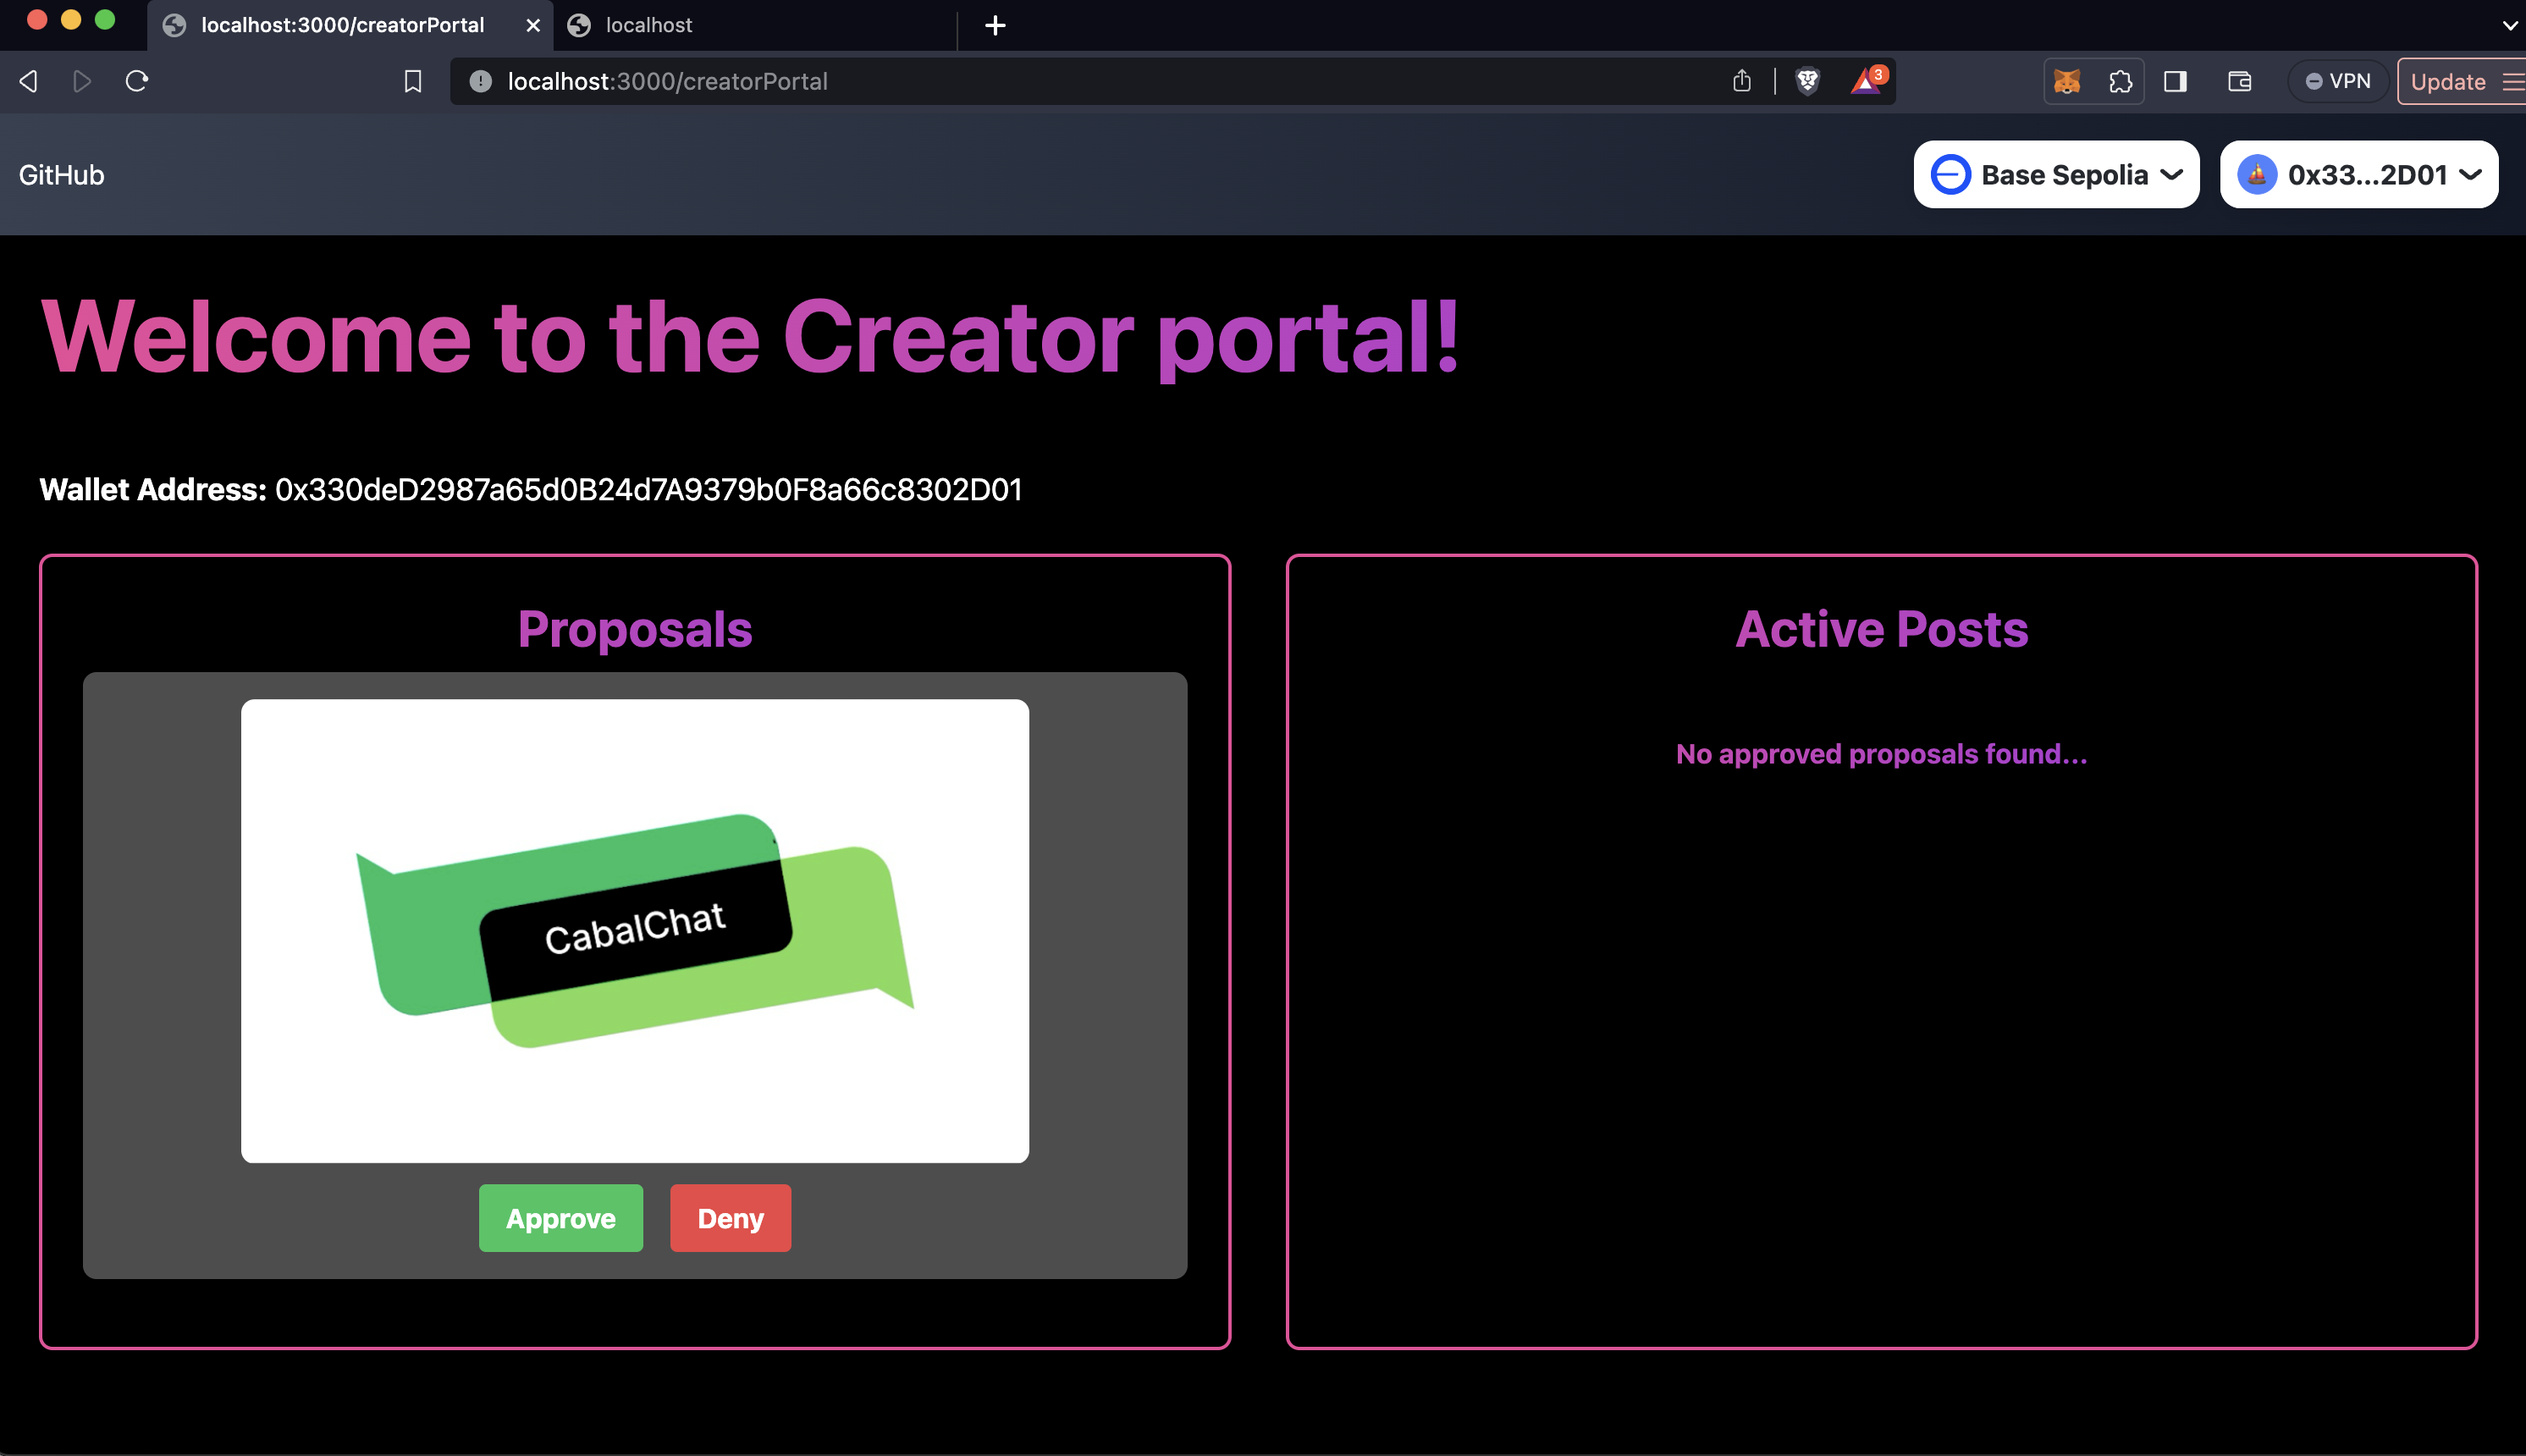 localhost:3000/creatorPortal
localhost
localhost:3000/creatorPortal
3
VPN
Update
GitHub
Base Sepolia
0x33...2D01
Welcome to the Creator portal!
Wallet Address: 0x330deD2987a65d0B24d7A9379b0F8a66c8302D01
Proposals
CabalChat
Approve
Deny
Active Posts
No approved proposals found...